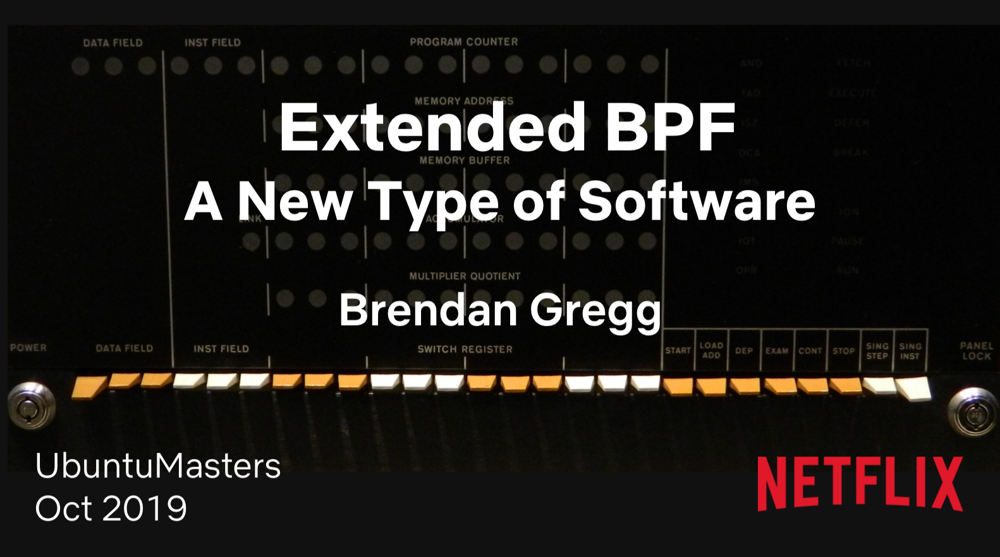 DATA FIELD INST FIELD PROGRAM COUNTER
AND FETCH
MEMORY ADDRESS
TAD EXECUTE
Extended BPF
ISZ DEFER
DCA BREAK
MEMORY BUFFER
A New Type of Software
LINK ACCUMULATOR ION
IOT PAUSE
OPR RUN
MULTIPLIER QUOTIENT
Brendan Gregg
POWER DATA FIELD INST FIELD SWITCH REGISTER START LOAD ADD DEP EXAM CONT STOP SING STEP SING INST PANEL LOCK
UbuntuMasters
Oct 2019
NETFLIX